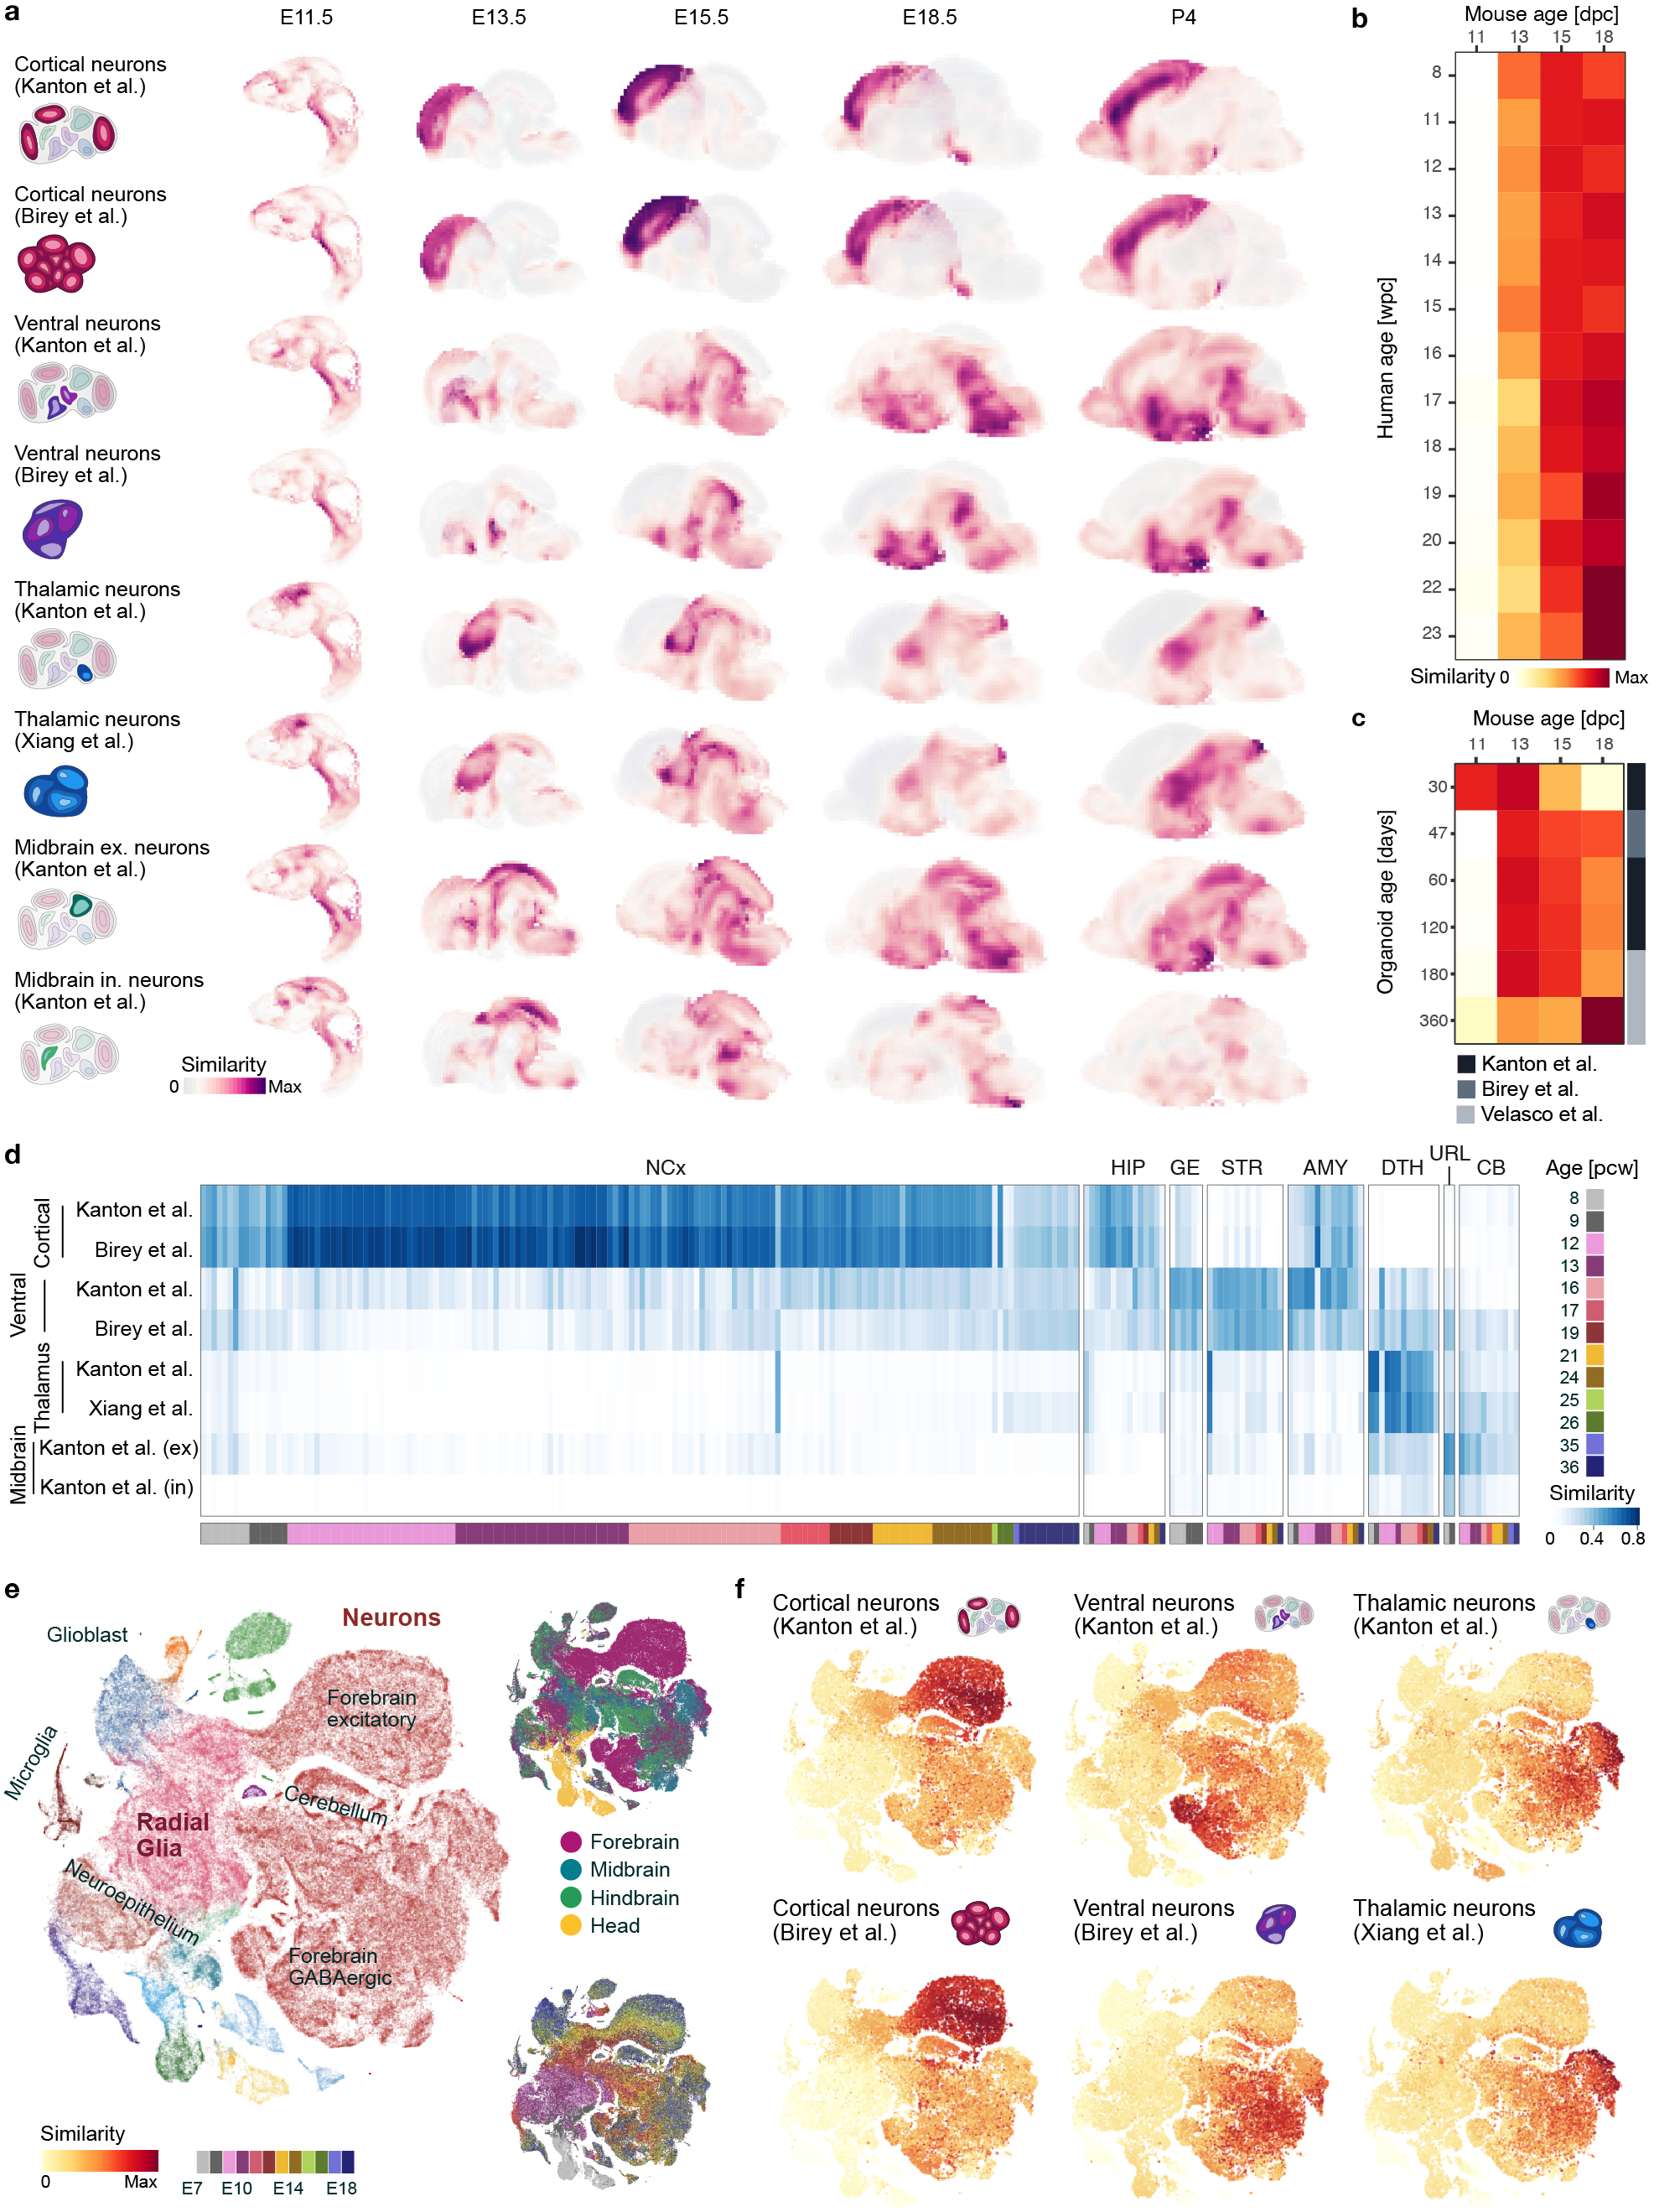 a
E11.5 E13.5 E15.5 E18.5 P4
Cortical neurons
(Kanton et al.)
Cortical neurons
(Birey et al.)
Ventral neurons
(Kanton et al.)
Ventral neurons
(Birey et al.)
Thalamic neurons
(Kanton et al.)
Thalamic neurons
(Xiang et al.)
Midbrain ex. neurons
(Kanton et al.)
Midbrain in. neurons
(Kanton et al.)
Similarity
0 Max
b
Mouse age [dpc]
11 13 15 18
Human age [wpc]
8
11
12
13
14
15
16
17
18
19
20
22
23
Similarity 0 Max
c
Mouse age [dpc]
11 13 15 18
Organoid age [days]
30
47
60
120
180
360
Kanton et al.
Birey et al.
Velasco et al.
d
NCx HIP GE STR AMY DTH URL CB
Cortical
Kanton et al.
Birey et al.
Ventral
Kanton et al.
Birey et al.
Thalamus
Kanton et al.
Xiang et al.
Midbrain
Kanton et al. (ex)
Kanton et al. (in)
Age [pcw]
8
9
12
13
16
17
19
21
24
25
26
35
36
Similarity
0 0.4 0.8
e
Glioblast
Neurons
Forebrain
excitatory
Microglia
Cerebellum
Radial
Glia
Neuroepithelium
Forebrain
GABAergic
Forebrain
Midbrain
Hindbrain
Head
Similarity
0 Max
E7 E10 E14 E18
f
Cortical neurons
(Kanton et al.)
Ventral neurons
(Kanton et al.)
Thalamic neurons
(Kanton et al.)
Cortical neurons
(Birey et al.)
Ventral neurons
(Birey et al.)
Thalamic neurons
(Xiang et al.)